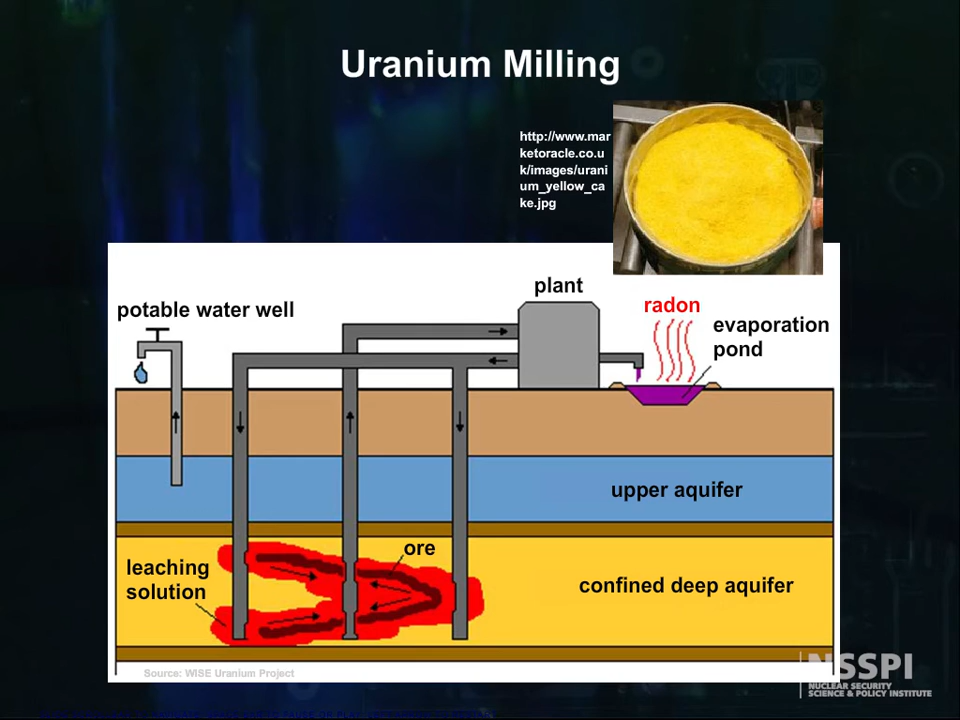 Uranium Milling
http://www.mar
ketoracle.co.u
k/images/urani
um_yellow_ca
ke.jpg
plant
potable water well
radon
evaporation
pond
upper aquifer
ore
leaching
solution
confined deep aquifer
Source: WISE Uranium Project
NSSPI
NUCLEAR SECURITY
SCIENCE & POLICY INSTITUTE